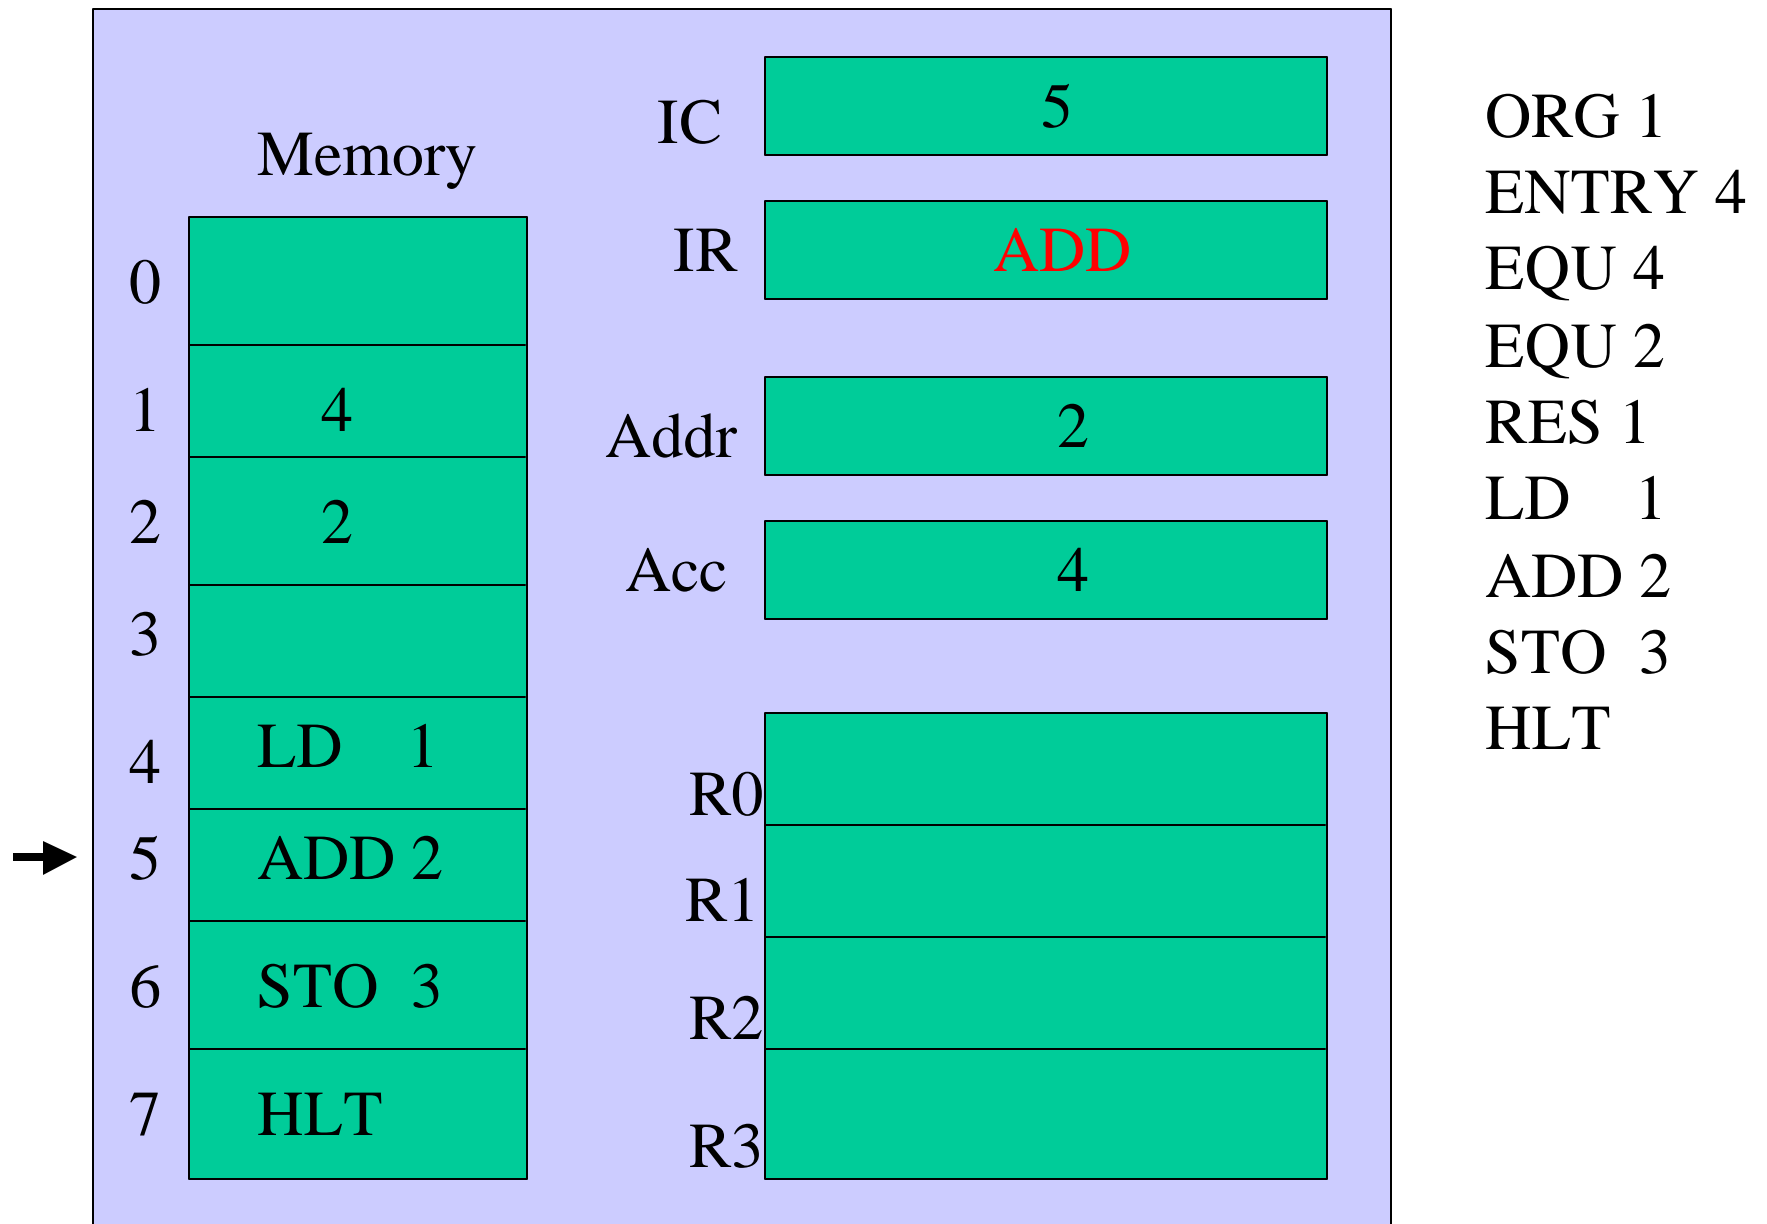 Memory
0
1 4
2 2
3
4 LD 1
5 ADD 2
6 STO 3
7 HLT
IC 5
IR ADD
Addr 2
Acc 4
R0
R1
R2
R3
ORG 1
ENTRY 4
EQU 4
EQU 2
RES 1
LD 1
ADD 2
STO 3
HLT